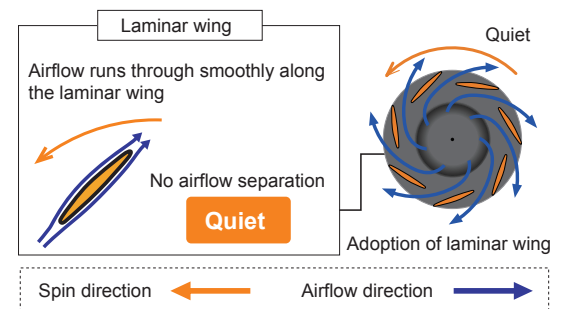 Laminar wing
Airflow runs through smoothly along
the laminar wing
No airflow separation
Quiet
Quiet
Adoption of laminar wing
Spin direction
Airflow direction